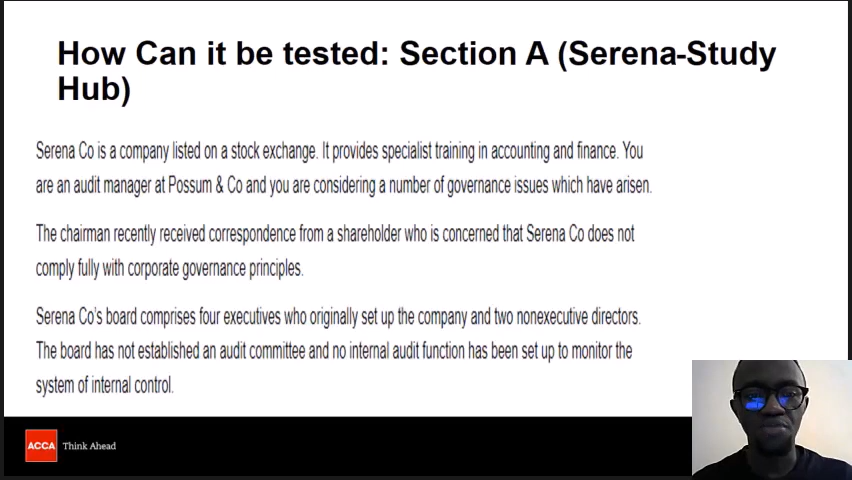 How Can it be tested: Section A (Serena-Study
Hub)
Serena Co is a company listed on a stock exchange. It provides specialist training in accounting and finance. You
are an audit manager at Possum & Co and you are considering a number of governance issues which have arisen.
The chairman recently received correspondence from a shareholder who is concerned that Serena Co does not
comply fully with corporate governance principles.
Serena Co's board comprises four executives who originally set up the company and two nonexecutive directors.
The board has not established an audit committee and no internal audit function has been set up to monitor the
system of internal control.
ACCA Think Ahead